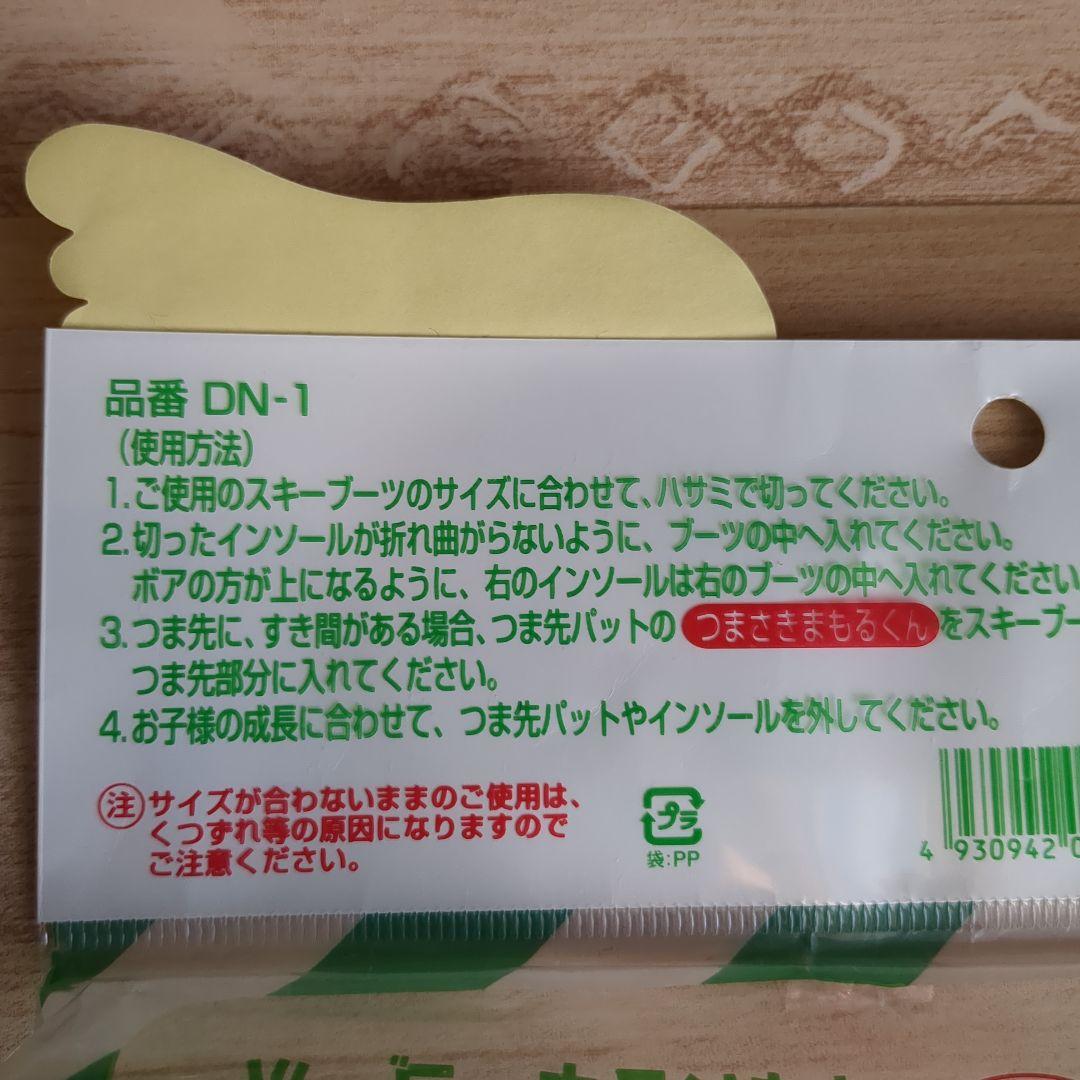 品番 DN-1
（使用方法）
1.ご使用のスキーブーツのサイズに合わせて、ハサミで切ってください。
2.切ったインソールが折れ曲がらないように、ブーツの中へ入れてください。
ボアの方が上になるように、右のインソールは右のブーツの中へ入れてください
3.つま先に、すき間がある場合、つま先パットの つまさきまもるくん をスキーブー
つま先部分に入れてください。
4.お子様の成長に合わせて、つま先パットやインソールを外してください。
注 サイズが合わないままのご使用は、
くつずれ等の原因になりますので
ご注意ください。
プラ
袋:PP
4 930942 0